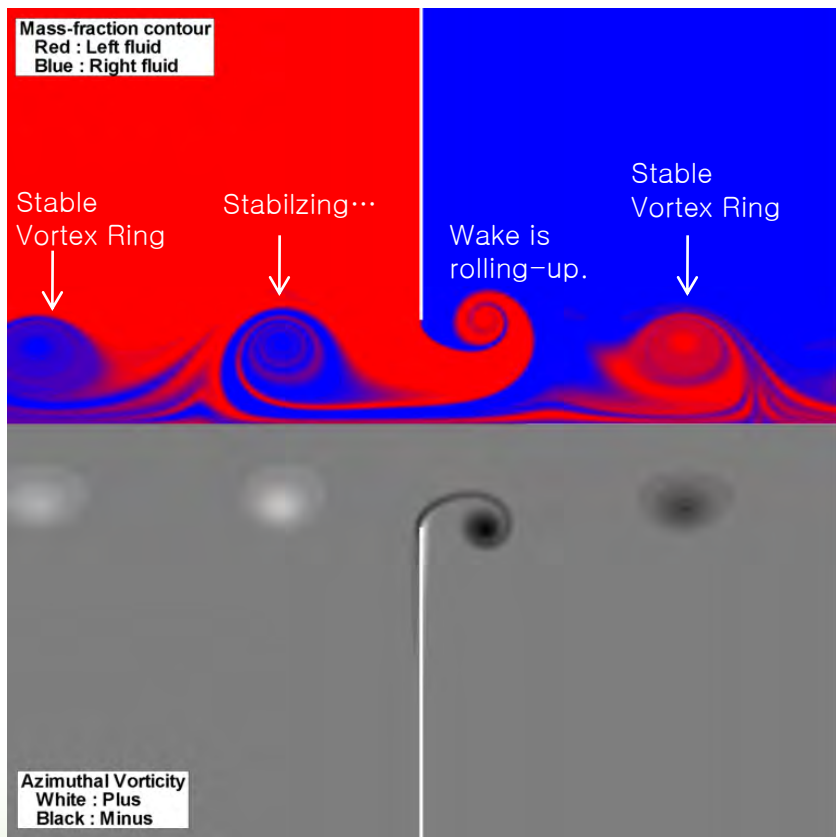 Mass-fraction contour
Red : Left fluid
Blue : Right fluid
Stable
Vortex Ring
Stabilzing…
Wake is
rolling-up.
Stable
Vortex Ring
Azimuthal Vorticity
White : Plus
Black : Minus